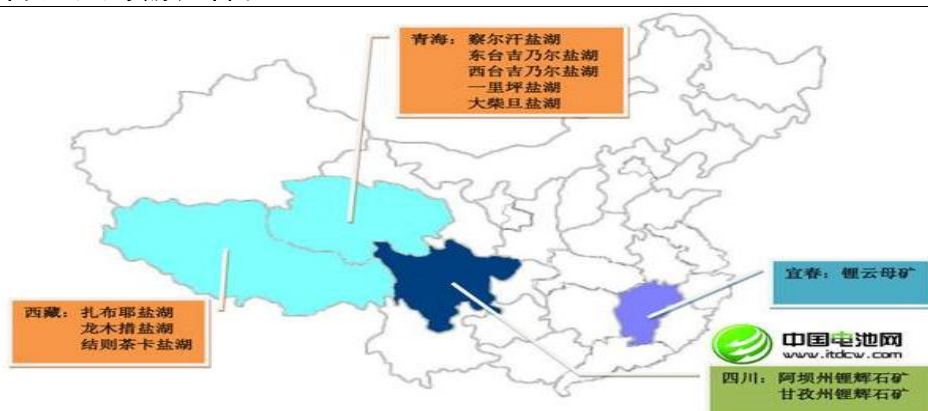 青海：察尔汗盐湖
东台吉乃尔盐湖
西台吉乃尔盐湖
一里坪盐湖
大柴旦盐湖
宜春：锂云母矿
西藏：扎布耶盐湖
龙木措盐湖
结则茶卡盐湖
中国电池网
www.itdcw.com
四川：阿坝州锂辉石矿
甘孜州锂辉石矿